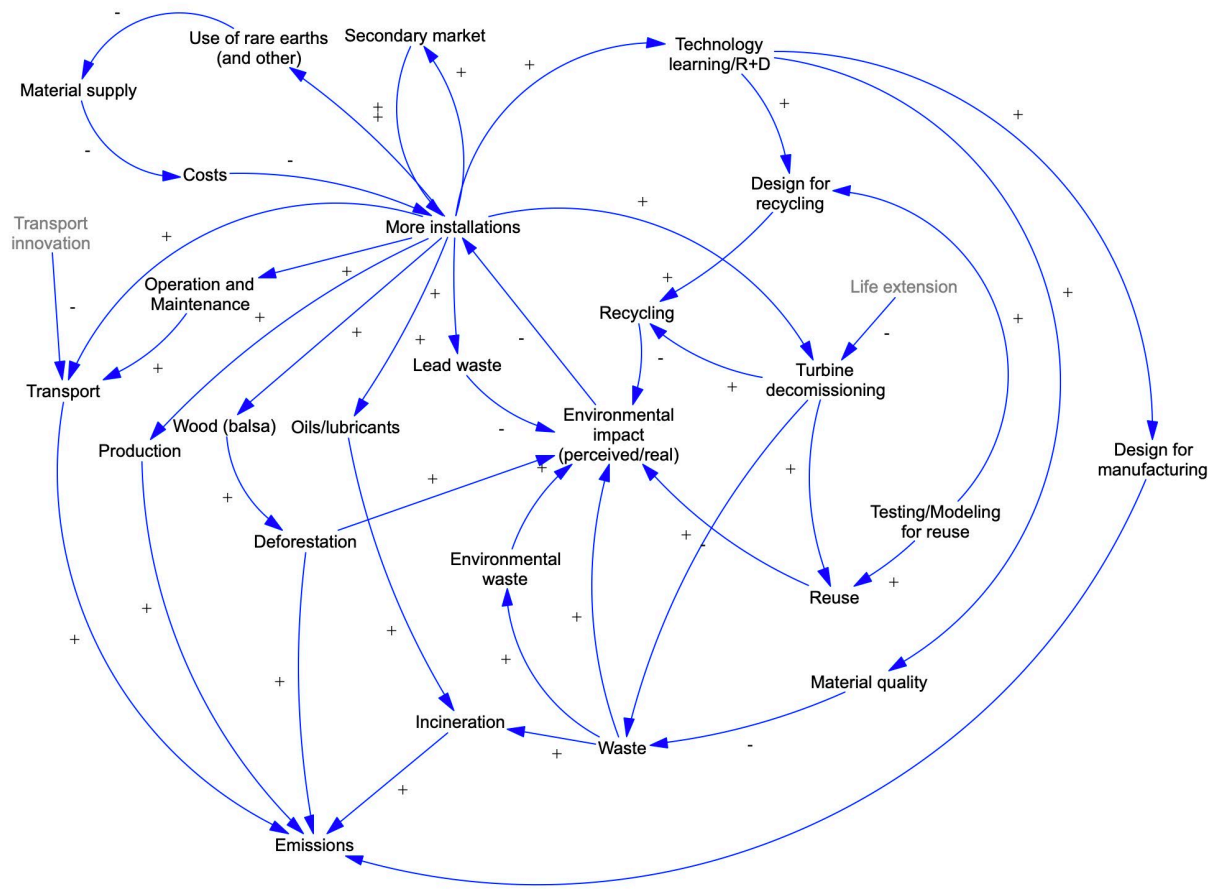 Use of rare earths
(and other)
Secondary market
Technology
learning/R+D
Material supply
Costs
Design for
recycling
Transport
innovation
More installations
Operation and
Maintenance
Life extension
Recycling
Lead waste
Turbine
decomissioning
Transport
Wood (balsa)
Oils/lubricants
Environmental
impact
(perceived/real)
Production
Design for
manufacturing
Testing/Modeling
for reuse
Deforestation
Environmental
waste
Reuse
Material quality
Incineration
Waste
Emissions